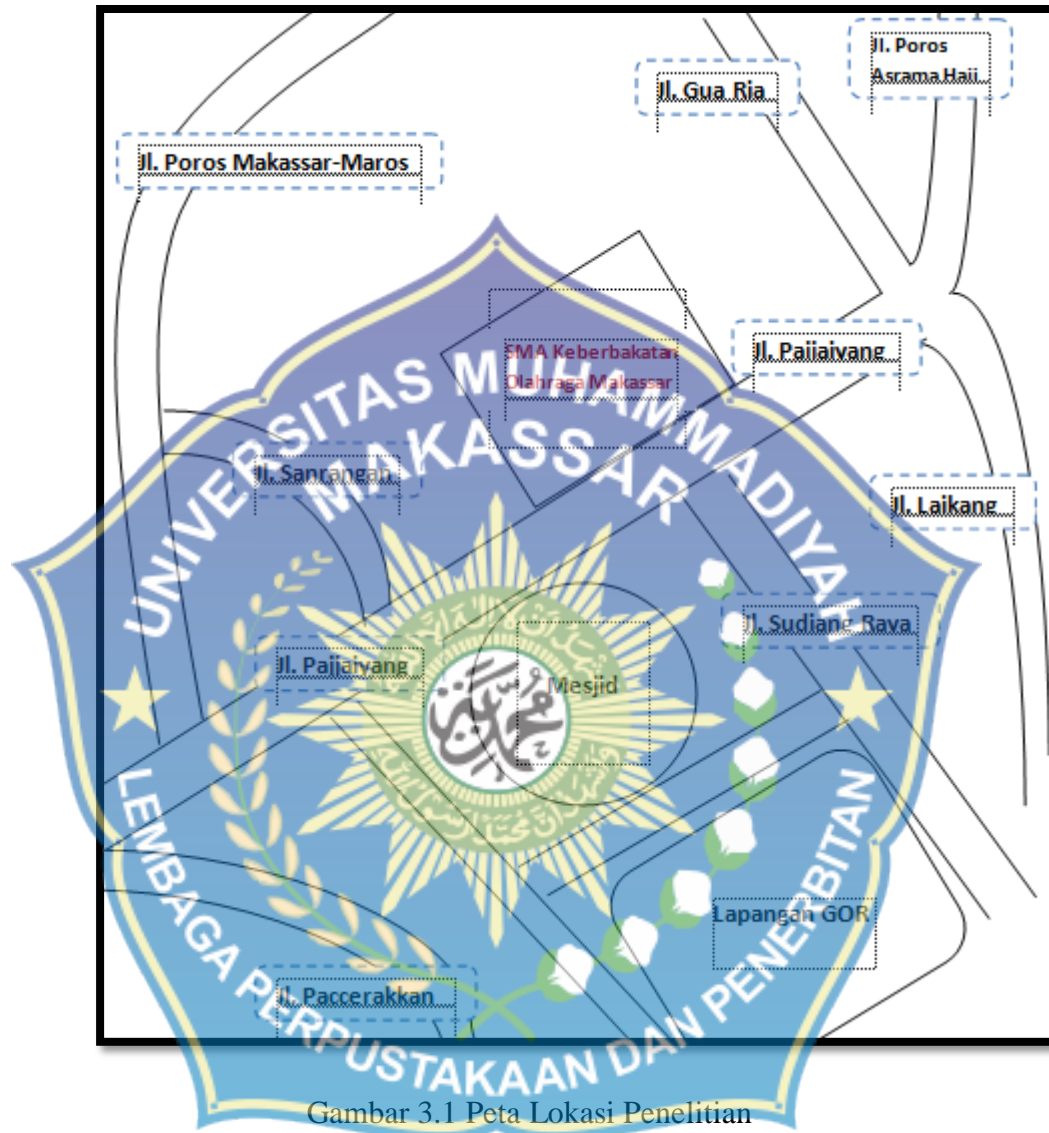 Jl. Poros
Asrama Haji
Jl. Gua Ria
Jl. Poros Makassar-Maros
SMA Keberbakatan
Olahraga Makassar
Jl. Pajjaiyang
Jl. Sanrangan
Jl. Laikang
Jl. Sudiang Raya
Jl. Pajjaiyang
Mesjid
Lapangan GOR
Jl. Paccerakkan
UNIVERSITAS MUHAMMADIYAH
MAKASSAR
LEMBAGA PERPUSTAKAAN DAN PENERBITAN
Gambar 3.1 Peta Lokasi Penelitian